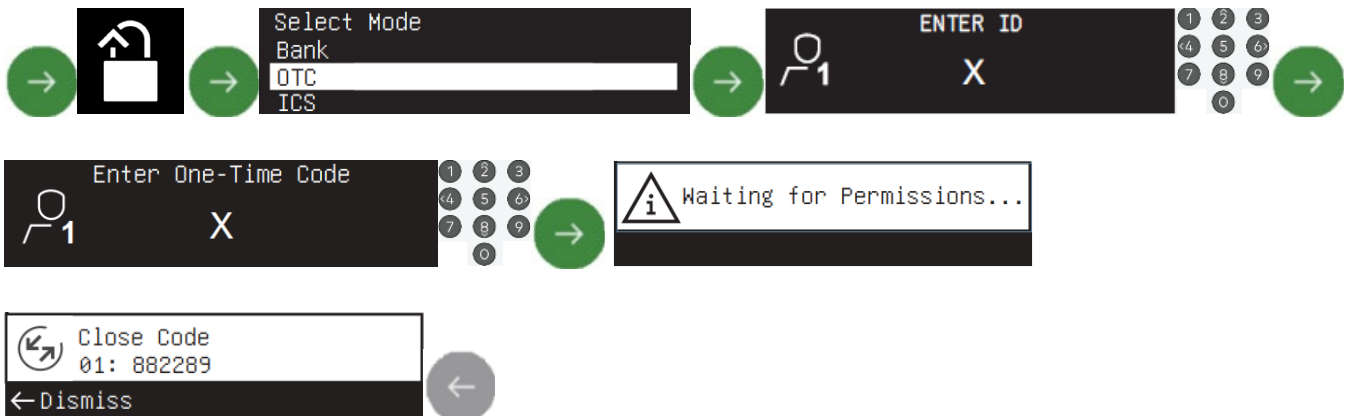 Select Mode
Bank
OTC
ICS
ENTER ID
1
X
1 2 3
4 5 6
7 8 9
0
Enter One-Time Code
1
X
1 2 3
4 5 6
7 8 9
0
i Waiting for Permissions...
Close Code
01: 882289
←Dismiss